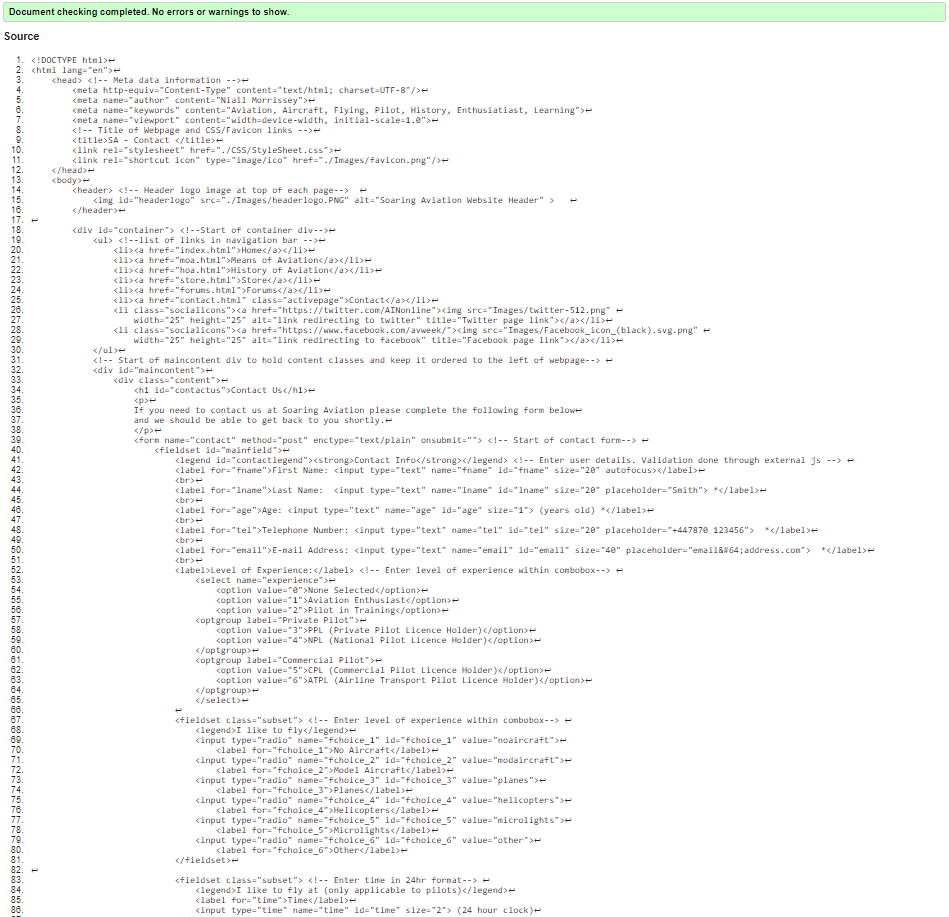 Document checking completed. No errors or warnings to show.
Source
1. <!DOCTYPE html>↩
2. <html lang="en">↩
3. <head> <!-- Meta data information -->↩
4. <meta http-equiv="Content-Type" content="text/html; charset=UTF-8"/>↩
5. <meta name="author" content="Niall Morrissey">↩
6. <meta name="keywords" content="Aviation, Aircraft, Flying, Pilot, History, Enthusiatiast, Learning">↩
7. <meta name="viewport" content="width=device-width, initial-scale=1.0">↩
8. <!-- Title of Webpage and CSS/Favicon links -->↩
9. <title>SA - Contact </title>↩
10. <link rel="stylesheet" href="./CSS/StyleSheet.css">↩
11. <link rel="shortcut icon" type="image/ico" href="./Images/favicon.png"/>↩
12. </head>↩
13. <body>↩
14. <header> <!-- Header logo image at top of each page--> ↩
15. <img id="headerlogo" src="./Images/headerlogo.PNG" alt="Soaring Aviation Website Header" > ↩
16. </header>↩
17. ↩
18. <div id="container"> <!--Start of container div-->↩
19. <ul> <!--list of links in navigation bar -->↩
20. <li><a href="index.html">Home</a></li>↩
21. <li><a href="moa.html">Means of Aviation</a></li>↩
22. <li><a href="hoa.html">History of Aviation</a></li>↩
23. <li><a href="store.html">Store</a></li>↩
24. <li><a href="forums.html">Forums</a></li>↩
25. <li><a href="contact.html" class="activepage">Contact</a></li>↩
26. <li class="socialicons"><a href="https://twitter.com/AINonline"><img src="Images/twitter-512.png" ↩
27. width="25" height="25" alt="link redirecting to twitter" title="Twitter page link"></a></li>↩
28. <li class="socialicons"><a href="https://www.facebook.com/avweek/"><img src="Images/Facebook_icon_(black).svg.png" ↩
29. width="25" height="25" alt="link redirecting to facebook" title="Facebook page link"></a></li>↩
30. </ul>↩
31. <!-- Start of maincontent div to hold content classes and keep it ordered to the left of webpage--> ↩
32. <div id="maincontent">↩
33. <div class="content">↩
34. <h1 id="contactus">Contact Us</h1>↩
35. <p>↩
36. If you need to contact us at Soaring Aviation please complete the following form below↩
37. and we should be able to get back to you shortly.↩
38. </p>↩
39. <form name="contact" method="post" enctype="text/plain" onsubmit=""> <!-- Start of contact form--> ↩
40. <fieldset id="mainfield">↩
41. <legend id="contactlegend"><strong>Contact Info</strong></legend> <!-- Enter user details. Validation done through external js --> ↩
42. <label for="fname">First Name: <input type="text" name="fname" id="fname" size="20" autofocus></label>↩
43. <br>↩
44. <label for="lname">Last Name: <input type="text" name="lname" id="lname" size="20" placeholder="Smith"> *</label>↩
45. <br>↩
46. <label for="age">Age: <input type="text" name="age" id="age" size="1"> (years old) *</label>↩
47. <br>↩
48. <label for="tel">Telephone Number: <input type="text" name="tel" id="tel" size="20" placeholder="+447870 123456"> *</label>↩
49. <br>↩
50. <label for="email">E-mail Address: <input type="text" name="email" id="email" size="40" placeholder="email&#64;address.com"> *</label>↩
51. <br>↩
52. <label>Level of Experience:</label> <!-- Enter level of experience within combobox--> ↩
53. <select name="experience">↩
54. <option value="0">None Selected</option>↩
55. <option value="1">Aviation Enthusiast</option>↩
56. <option value="2">Pilot in Training</option>↩
57. <optgroup label="Private Pilot">↩
58. <option value="3">PPL (Private Pilot Licence Holder)</option>↩
59. <option value="4">NPL (National Pilot Licence Holder)</option>↩
60. </optgroup>↩
61. <optgroup label="Commercial Pilot">↩
62. <option value="5">CPL (Commercial Pilot Licence Holder)</option>↩
63. <option value="6">ATPL (Airline Transport Pilot Licence Holder)</option>↩
64. </optgroup>↩
65. </select>↩
66. ↩
67. <fieldset class="subset"> <!-- Enter level of experience within combobox--> ↩
68. <legend>I like to fly</legend>↩
69. <input type="radio" name="fchoice_1" id="fchoice_1" value="noaircraft">↩
70. <label for="fchoice_1">No Aircraft</label>↩
71. <input type="radio" name="fchoice_2" id="fchoice_2" value="modaircraft">↩
72. <label for="fchoice_2">Model Aircraft</label>↩
73. <input type="radio" name="fchoice_3" id="fchoice_3" value="planes">↩
74. <label for="fchoice_3">Planes</label>↩
75. <input type="radio" name="fchoice_4" id="fchoice_4" value="helicopters">↩
76. <label for="fchoice_4">Helicopters</label>↩
77. <input type="radio" name="fchoice_5" id="fchoice_5" value="microlights">↩
78. <label for="fchoice_5">Microlights</label>↩
79. <input type="radio" name="fchoice_6" id="fchoice_6" value="other">↩
80. <label for="fchoice_6">Other</label>↩
81. </fieldset>↩
82. ↩
83. <fieldset class="subset"> <!-- Enter time in 24hr format--> ↩
84. <legend>I like to fly at (only applicable to pilots)</legend>↩
85. <label for="time">Time</label>↩
86. <input type="time" name="time" id="time" size="2"> (24 hour clock)↩